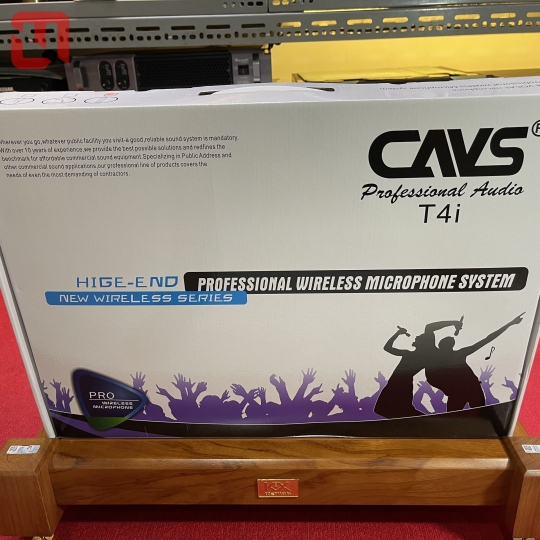 Wherever you go,whatever public facility you visit-a good,reliable sound system is mandatory.
With over 10 years of experience,we provide the best possible solutions and redfines the
benchmark for affordable commercial sound equipment.Specializing in Public Address and
other commercial sound applications,our professional line of products covers the
needs of even the most demanding of contractors.
CAVS®
Professional Audio
T4i
HIGE-END PROFESSIONAL WIRELESS MICROPHONE SYSTEM
NEW WIRELESS SERIES
PRO
WIRELESS
MICROPHONE